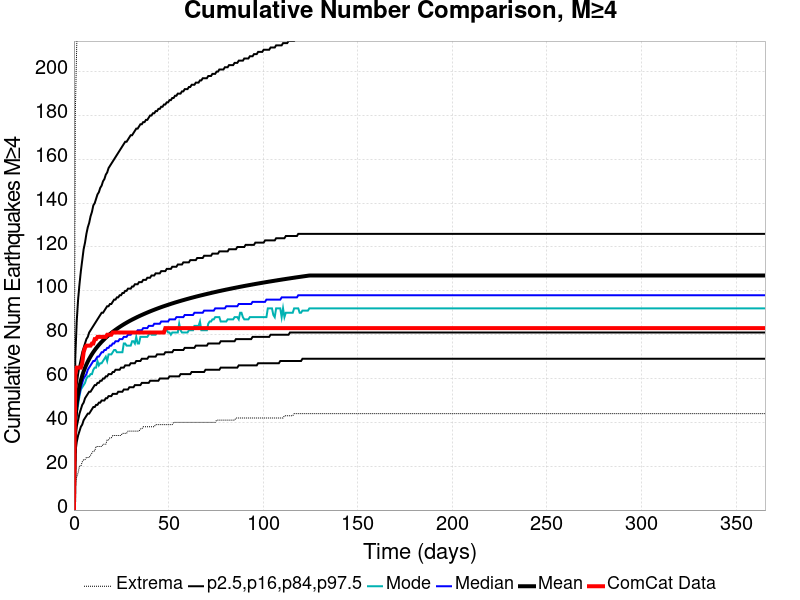 Cumulative Number Comparison, M≥4
Cumulative Num Earthquakes M≥4
200
180
160
140
120
100
80
60
40
20
0
0 50 100 150 200 250 300 350
Time (days)
Extrema p2.5,p16,p84,p97.5 Mode Median Mean ComCat Data